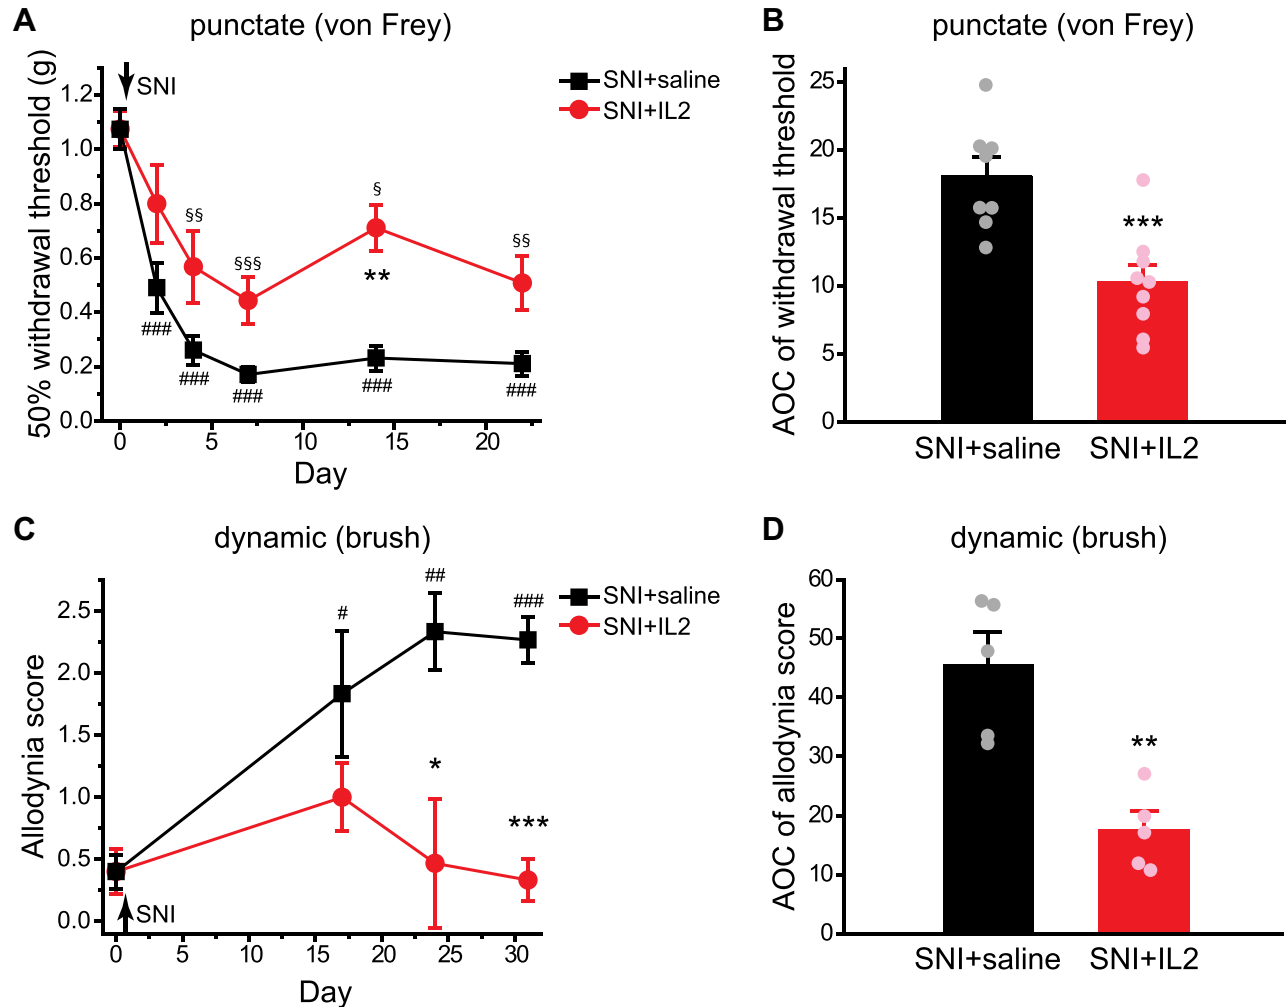 A
punctate (von Frey)
50% withdrawal threshold (g)
1.2
1.0
0.8
0.6
0.4
0.2
0.0
SNI
SNI+saline
SNI+IL2
§§
§§§
§
§§
**
###
###
###
###
###
0
5
10
15
20
Day
B
punctate (von Frey)
AOC of withdrawal threshold
25
20
15
10
5
0
***
SNI+saline
SNI+IL2
C
dynamic (brush)
Allodynia score
2.5
2.0
1.5
1.0
0.5
0.0
#
##
###
SNI+saline
SNI+IL2
*
***
SNI
0
5
10
15
20
25
30
Day
D
dynamic (brush)
AOC of allodynia score
60
50
40
30
20
10
0
**
SNI+saline
SNI+IL2